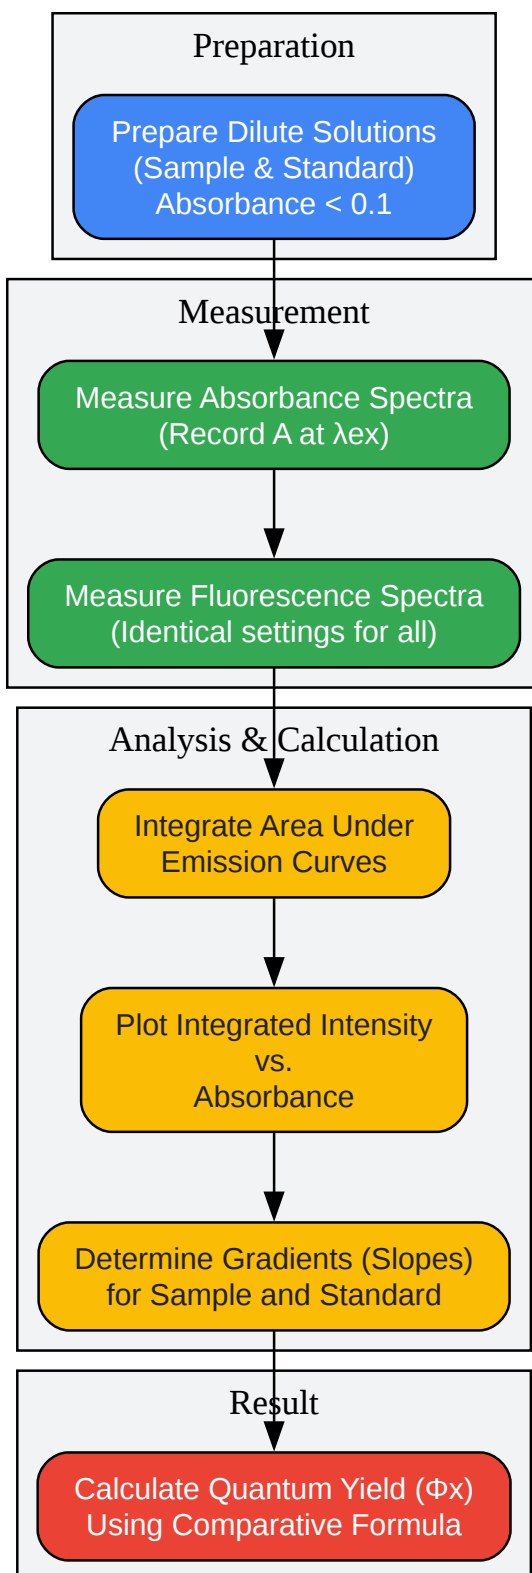 Preparation
Prepare Dilute Solutions
(Sample & Standard)
Absorbance < 0.1
Measurement
Measure Absorbance Spectra
(Record A at λex)
Measure Fluorescence Spectra
(Identical settings for all)
Analysis & Calculation
Integrate Area Under
Emission Curves
Plot Integrated Intensity
vs.
Absorbance
Determine Gradients (Slopes)
for Sample and Standard
Result
Calculate Quantum Yield (Φx)
Using Comparative Formula